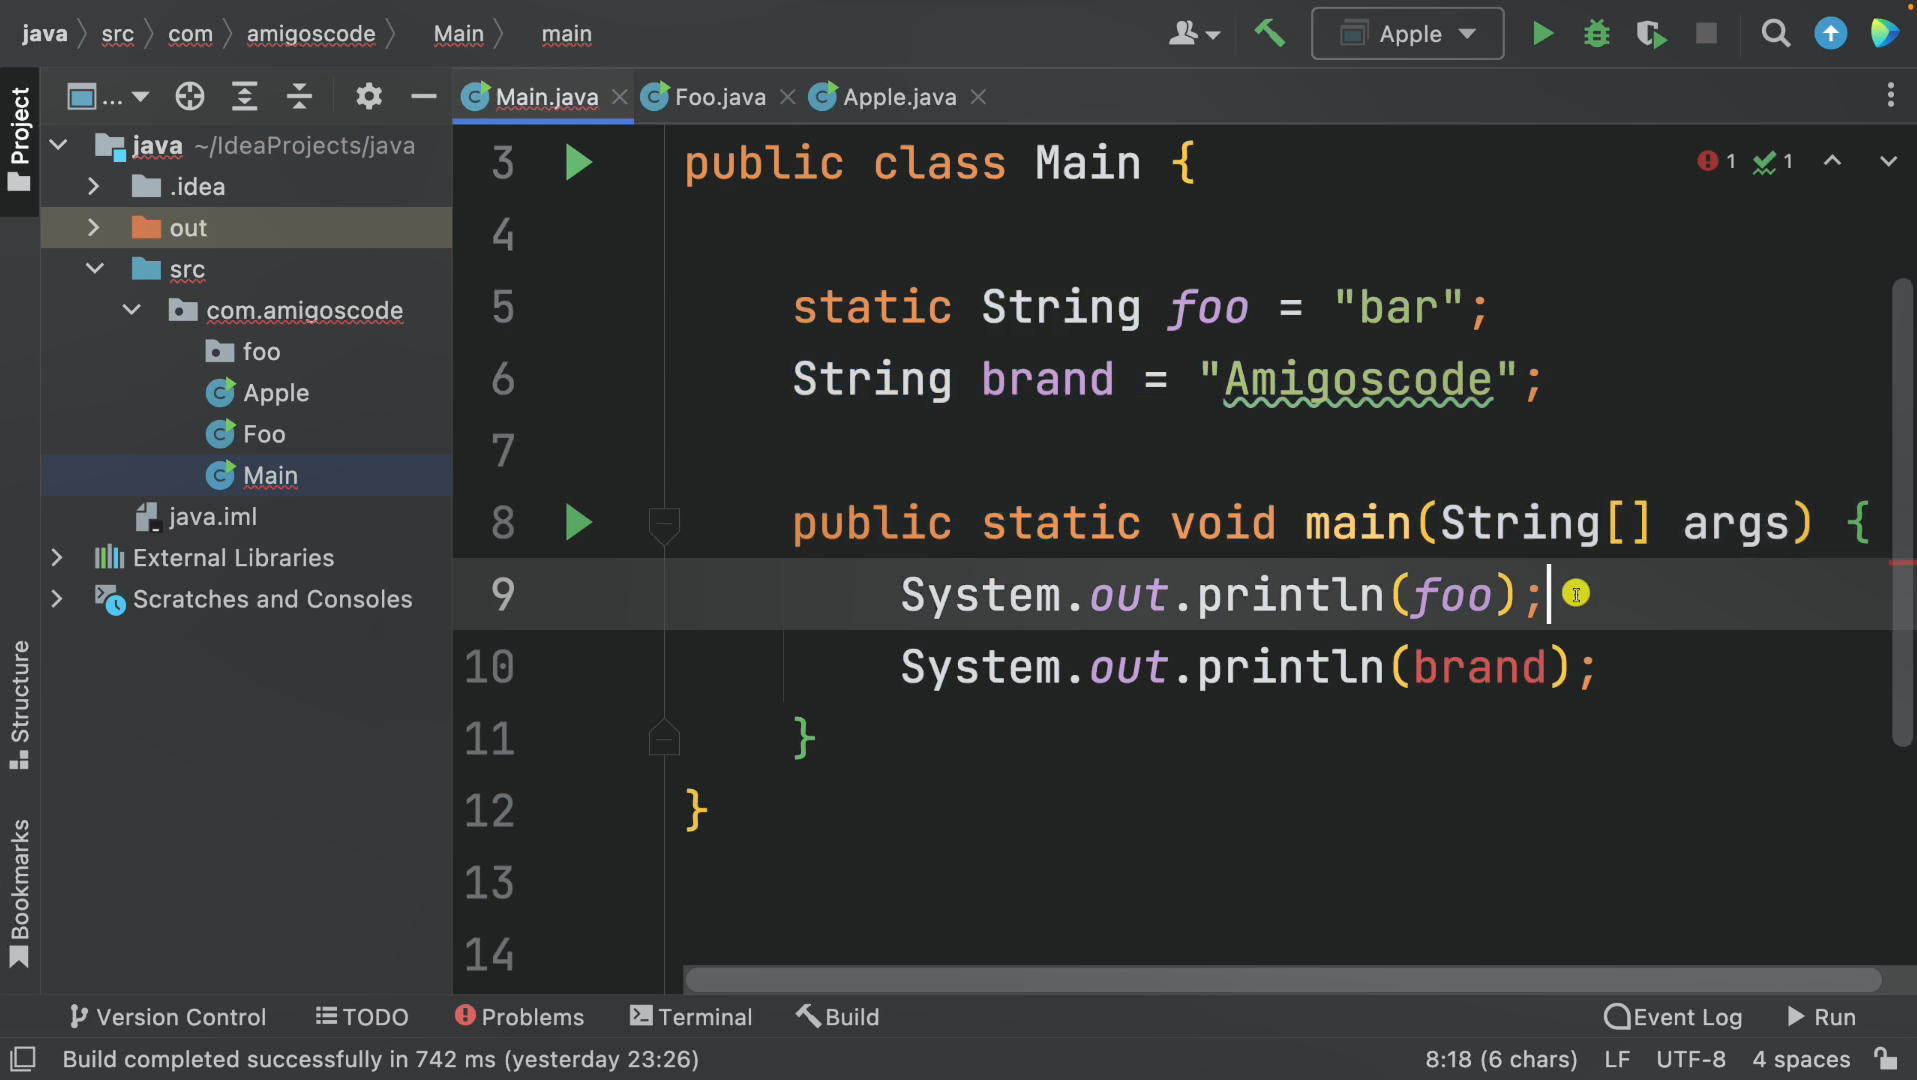 java src com amigoscode Main main
Apple
Project
...
Main.java Foo.java Apple.java
java ~/IdeaProjects/java
.idea
out
src
com.amigoscode
foo
Apple
Foo
Main
java.iml
External Libraries
Scratches and Consoles
Structure
Bookmarks
1 1
3 public class Main {
4
5 static String foo = "bar";
6 String brand = "Amigoscode";
7
8 public static void main(String[] args) {
9 System.out.println(foo);
10 System.out.println(brand);
11 }
12 }
13
14
Version Control TODO Problems Terminal Build Event Log Run
Build completed successfully in 742 ms (yesterday 23:26) 8:18 (6 chars) LF UTF-8 4 spaces